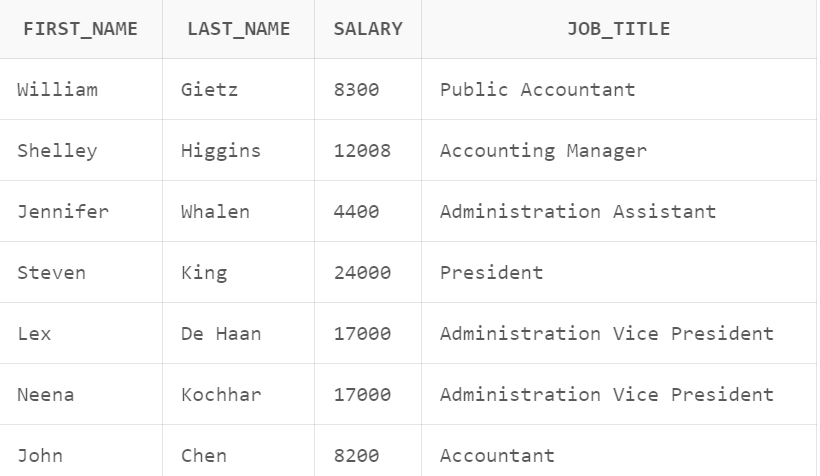 FIRST_NAME LAST_NAME SALARY JOB_TITLE
William Gietz 8300 Public Accountant
Shelley Higgins 12008 Accounting Manager
Jennifer Whalen 4400 Administration Assistant
Steven King 24000 President
Lex De Haan 17000 Administration Vice President
Neena Kochhar 17000 Administration Vice President
John Chen 8200 Accountant